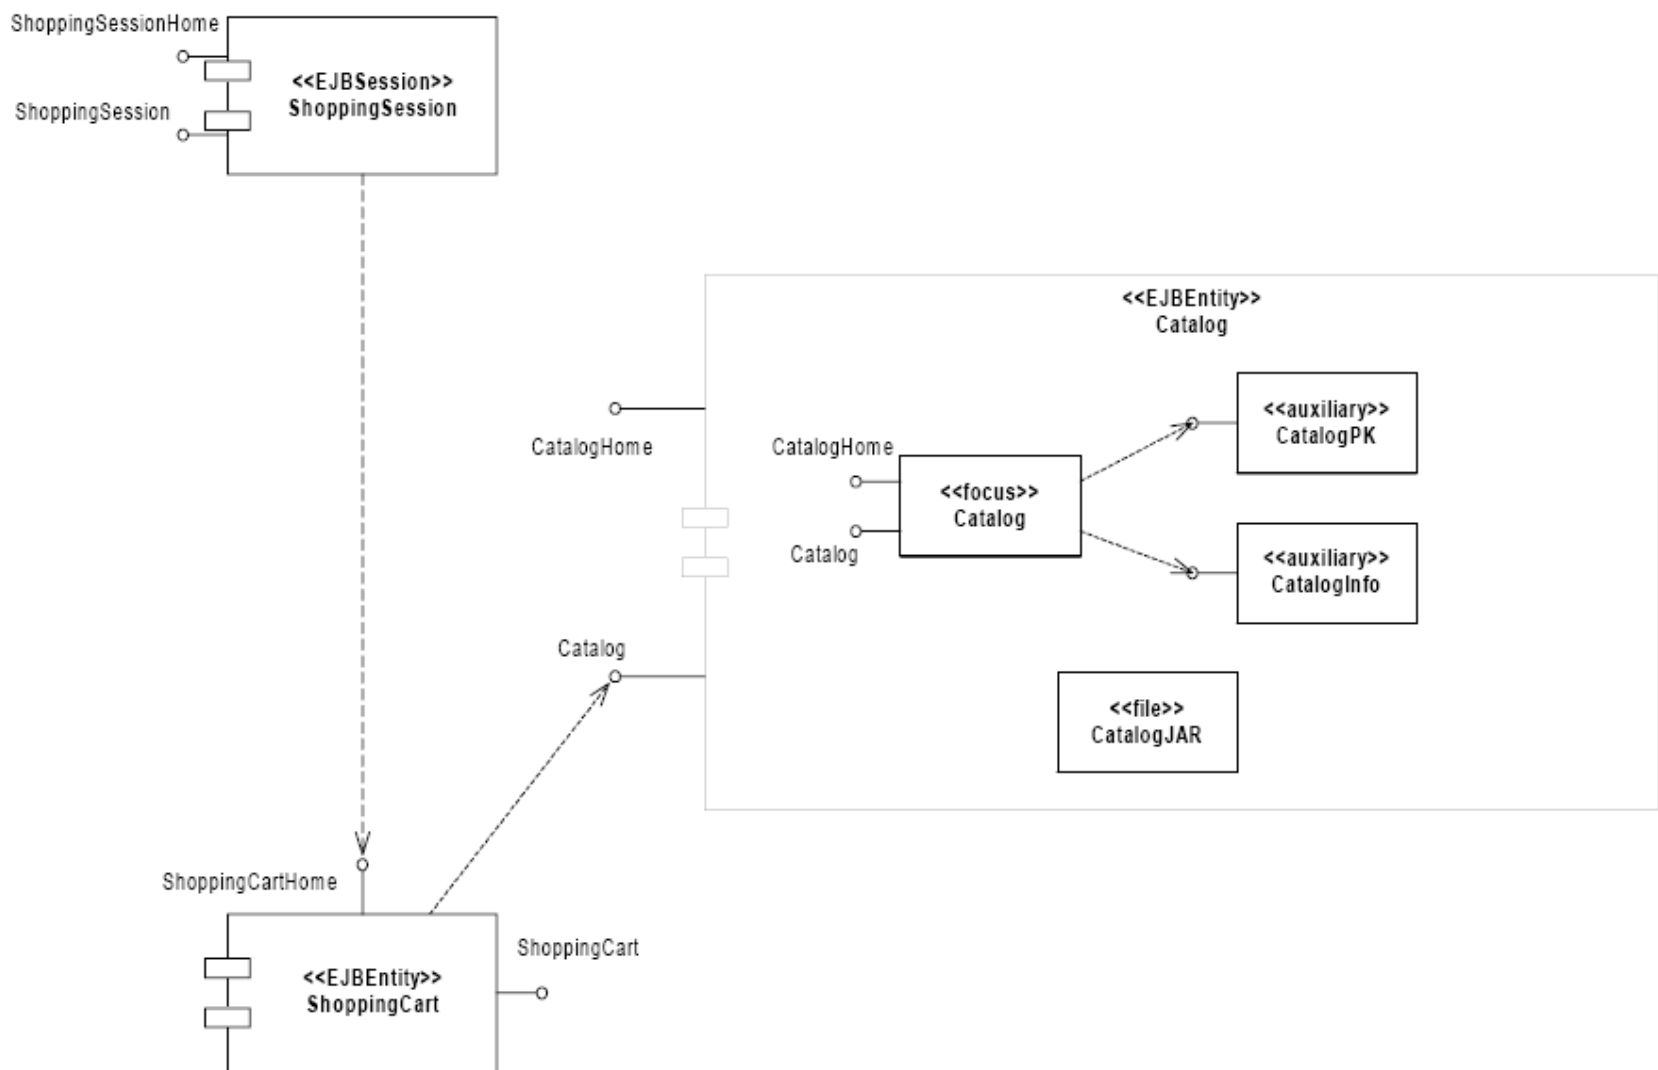 ShoppingSessionHome
<<EJBSession>>
ShoppingSession
ShoppingSession
<<EJBEntity>>
Catalog
CatalogHome
CatalogHome
<<focus>>
Catalog
Catalog
<<auxiliary>>
CatalogPK
<<auxiliary>>
CatalogInfo
Catalog
<<file>>
CatalogJAR
ShoppingCartHome
<<EJBEntity>>
ShoppingCart
ShoppingCart